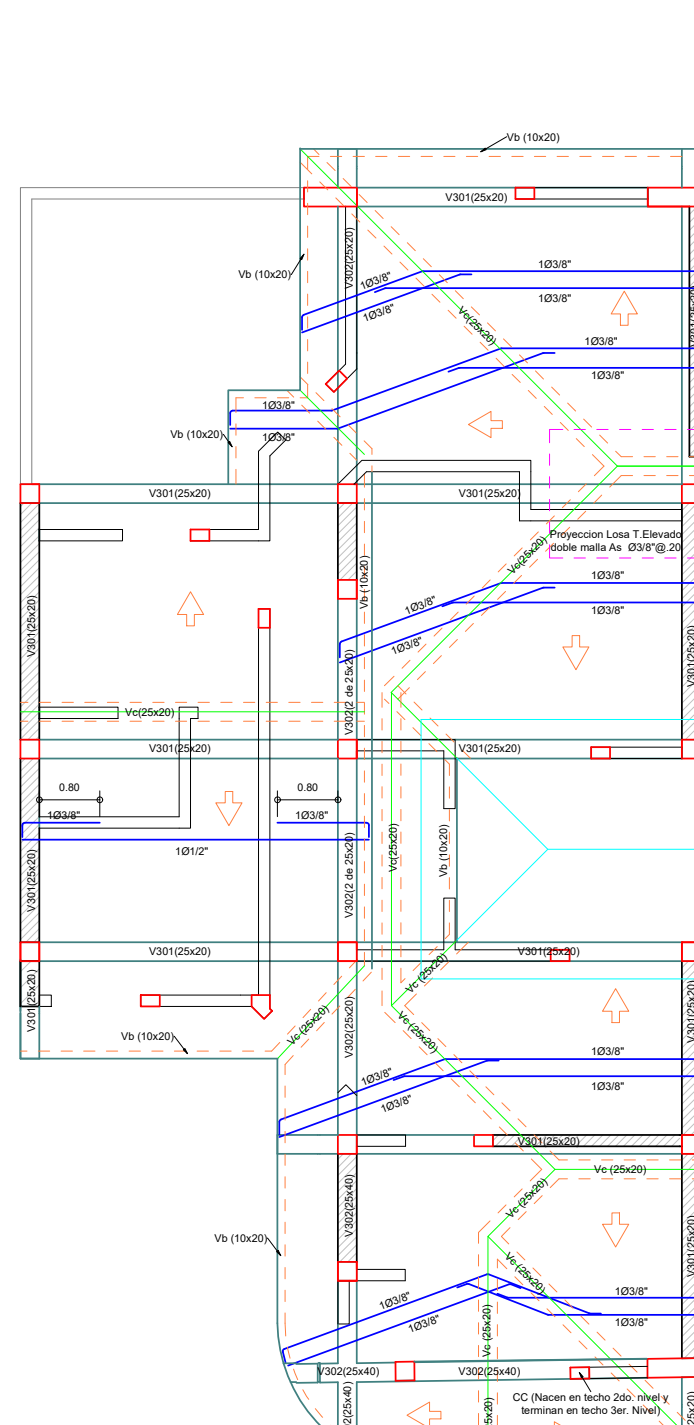 Vb (10x20)
V301(25x20)
V302(25x20)
Vb (10x20)
1Ø3/8"
1Ø3/8"
1Ø3/8"
1Ø3/8"
Vc(25x20)
1Ø3/8"
1Ø3/8"
1Ø3/8"
1Ø3/8"
Vb (10x20)
V301(25x20)
V301(25x20)
Proyeccion Losa T.Elevado
doble malla As Ø3/8"@.20
Vc(25x20)
Vb (10x20)
1Ø3/8"
1Ø3/8"
1Ø3/8"
1Ø3/8"
V301(25x20)
V301(25x20)
V302(2 de 25x20)
Vc(25x20)
V301(25x20)
V301(25x20)
0.80
0.80
1Ø3/8"
1Ø3/8"
1Ø1/2"
V301(25x20)
V302(2 de 25x20)
Vc(25x20)
Vb (10x20)
V301(25x20)
V301(25x20)
V301(25x20)
Vc (25x20)
Vc (25x20)
Vc (25x20)
V302(25x20)
V301(25x20)
Vb (10x20)
1Ø3/8"
1Ø3/8"
1Ø3/8"
1Ø3/8"
V301(25x20)
Vc (25x20)
Vc (25x20)
V302(25x40)
Vb (10x20)
Vc (25x20)
V301(25x20)
1Ø3/8"
1Ø3/8"
1Ø3/8"
1Ø3/8"
Vc (25x20)
V302(25x40)
V302(25x40)
CC (Nacen en techo 2do. nivel y
terminan en techo 3er. Nivel)